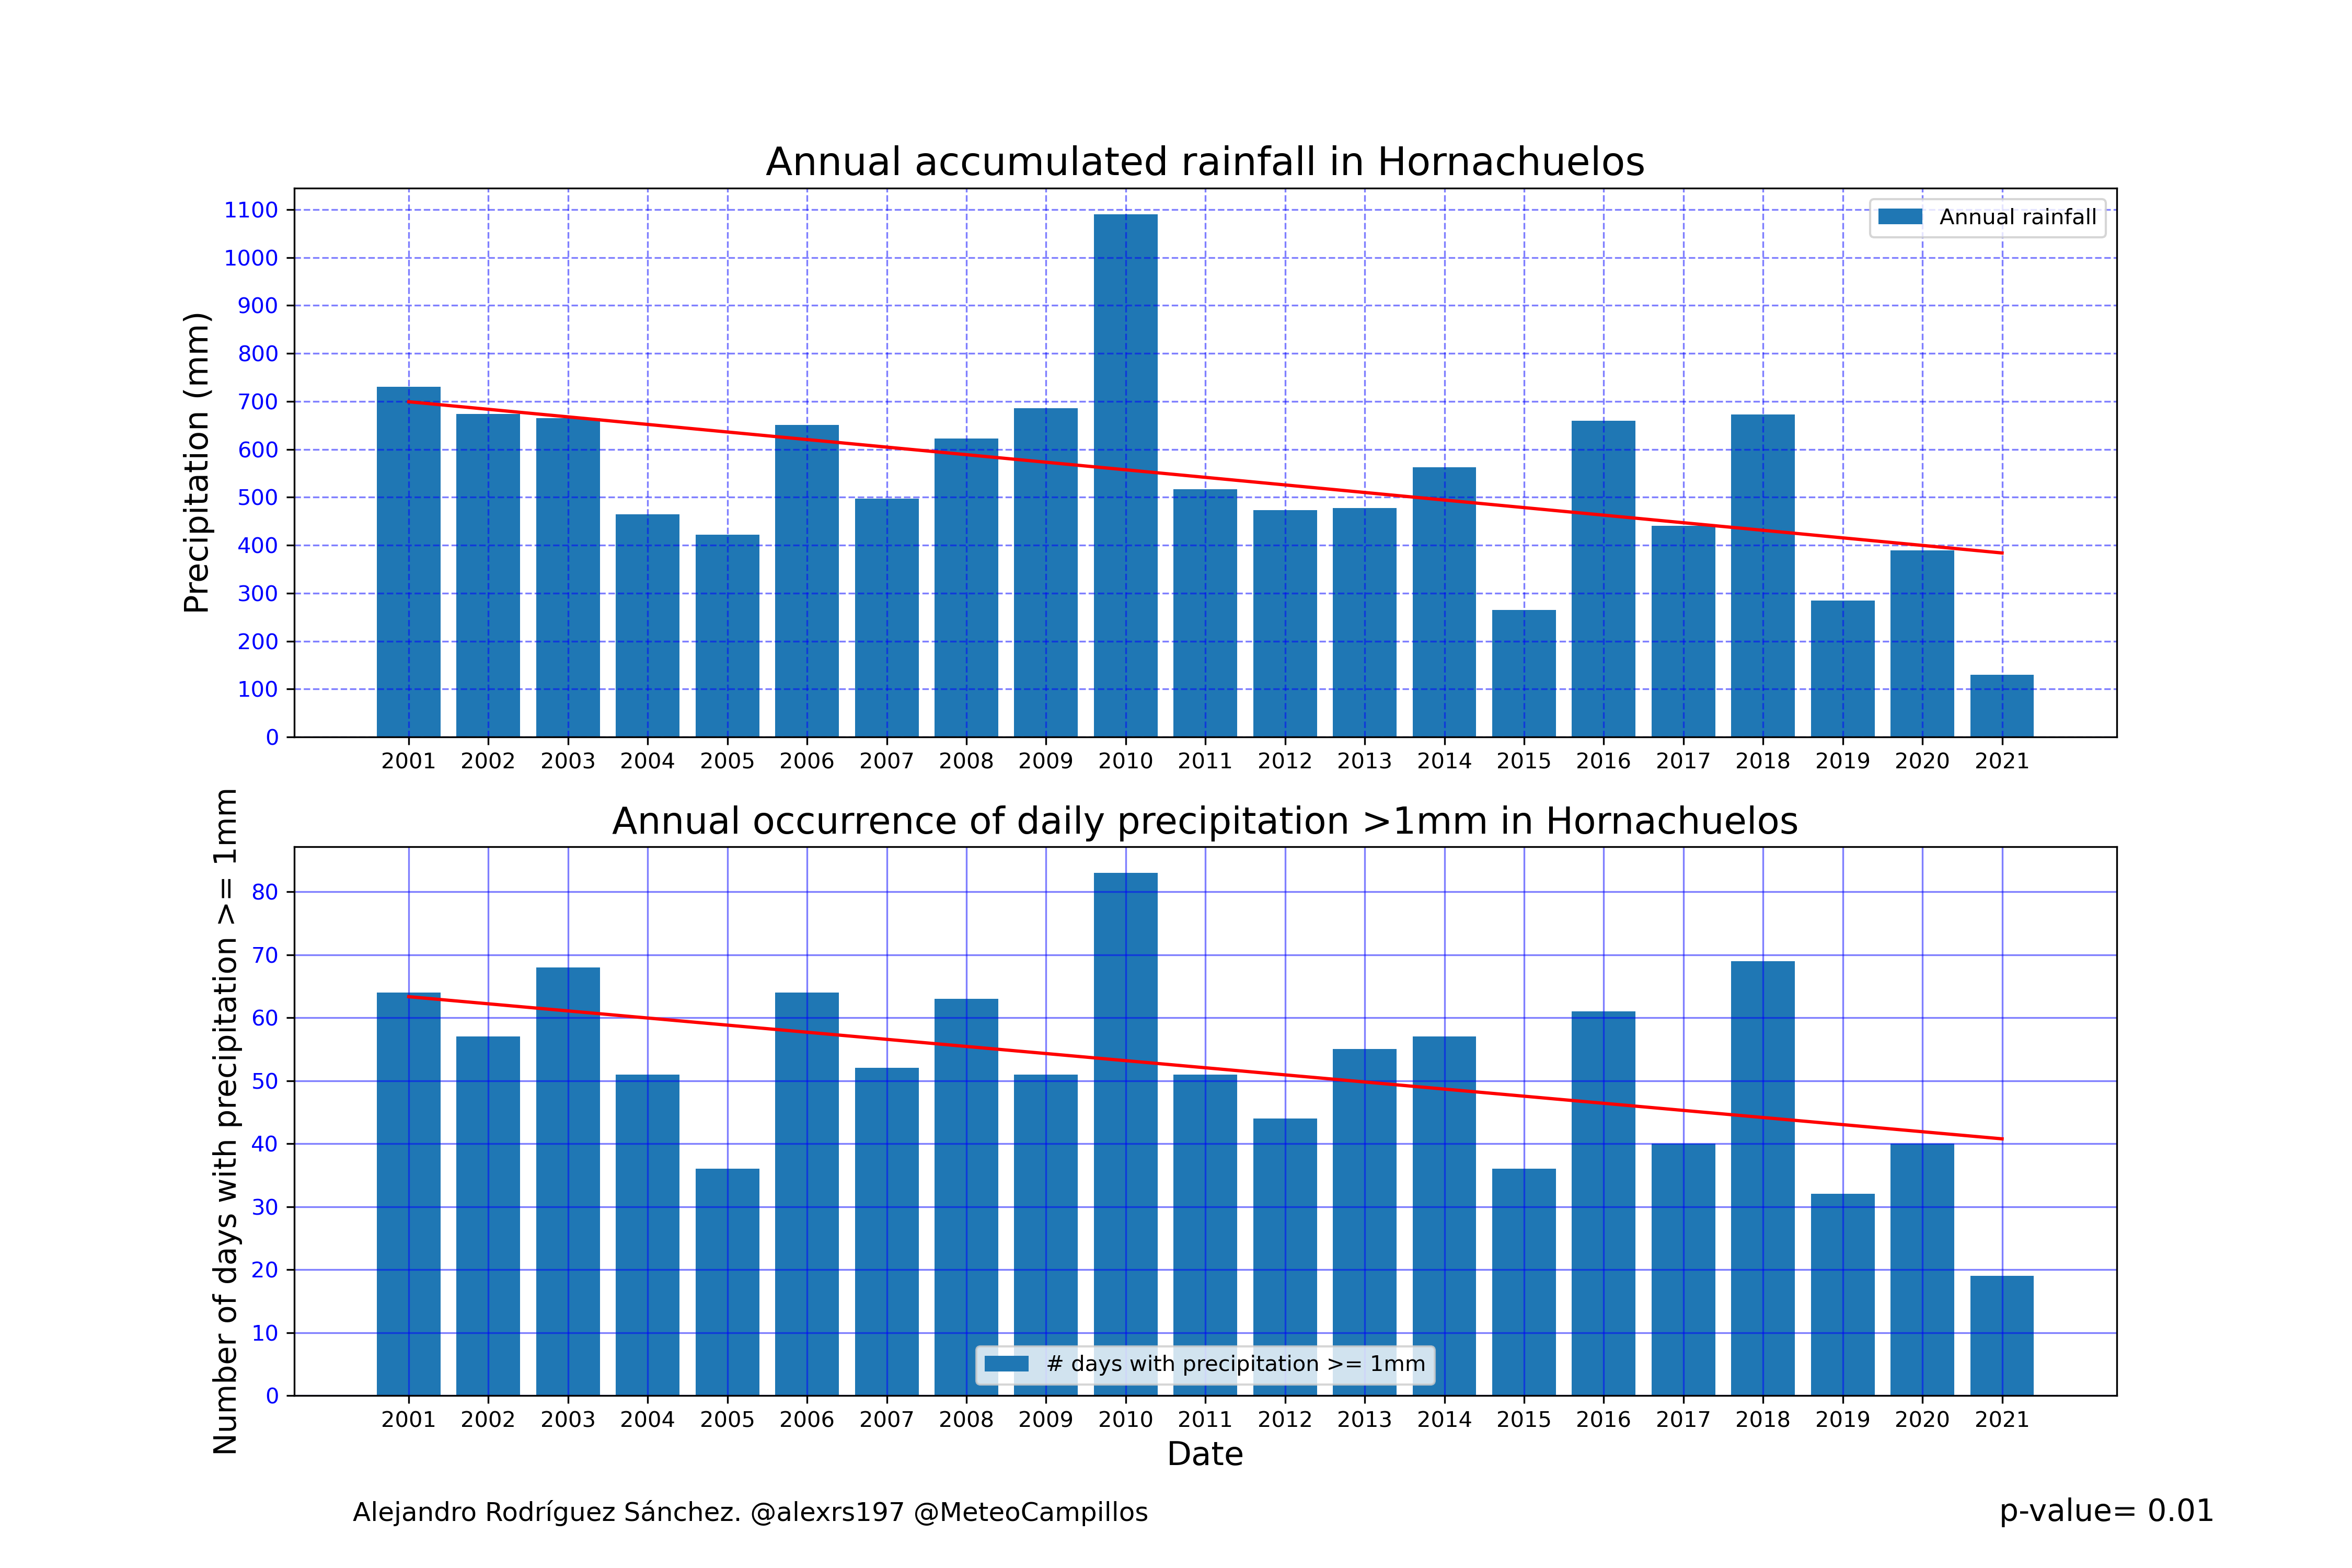 Annual accumulated rainfall in Hornachuelos
Precipitation (mm)
1100
1000
900
800
700
600
500
400
300
200
100
0
Annual rainfall
2001 2002 2003 2004 2005 2006 2007 2008 2009 2010 2011 2012 2013 2014 2015 2016 2017 2018 2019 2020 2021
Annual occurrence of daily precipitation >1mm in Hornachuelos
Number of days with precipitation >= 1mm
80
70
60
50
40
30
20
10
0
# days with precipitation >= 1mm
2001 2002 2003 2004 2005 2006 2007 2008 2009 2010 2011 2012 2013 2014 2015 2016 2017 2018 2019 2020 2021
Date
Alejandro Rodríguez Sánchez. @alexrs197 @MeteoCampillos
p-value= 0.01